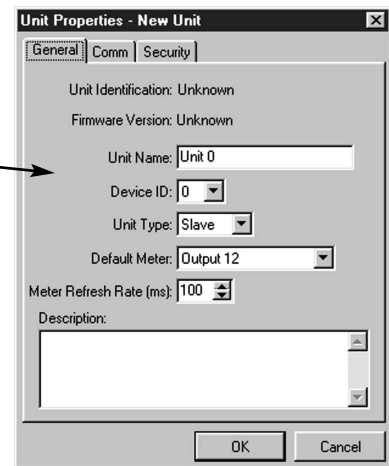 Unit Properties - New Unit
General Comm Security
Unit Identification: Unknown
Firmware Version: Unknown
Unit Name: Unit 0
Device ID: 0
Unit Type: Slave
Default Meter: Output 12
Meter Refresh Rate (ms): 100
Description:
OK Cancel